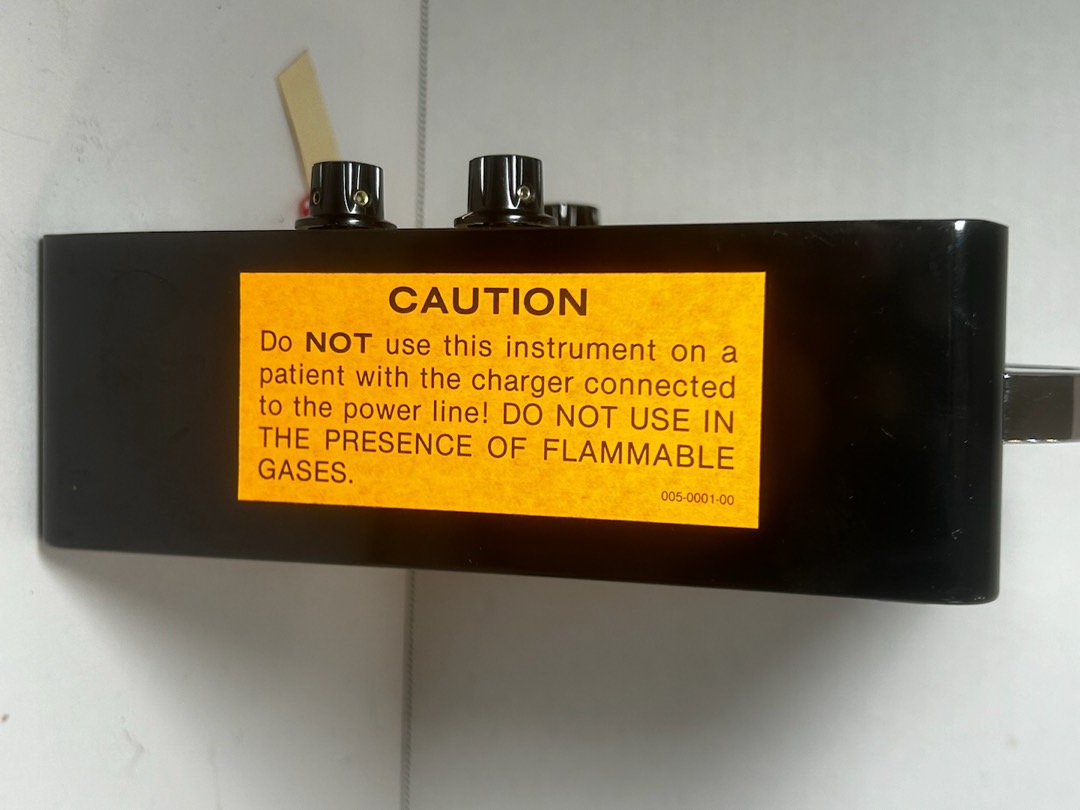 CAUTION
Do NOT use this instrument on a
patient with the charger connected
to the power line! DO NOT USE IN
THE PRESENCE OF FLAMMABLE
GASES.
005-0001-00